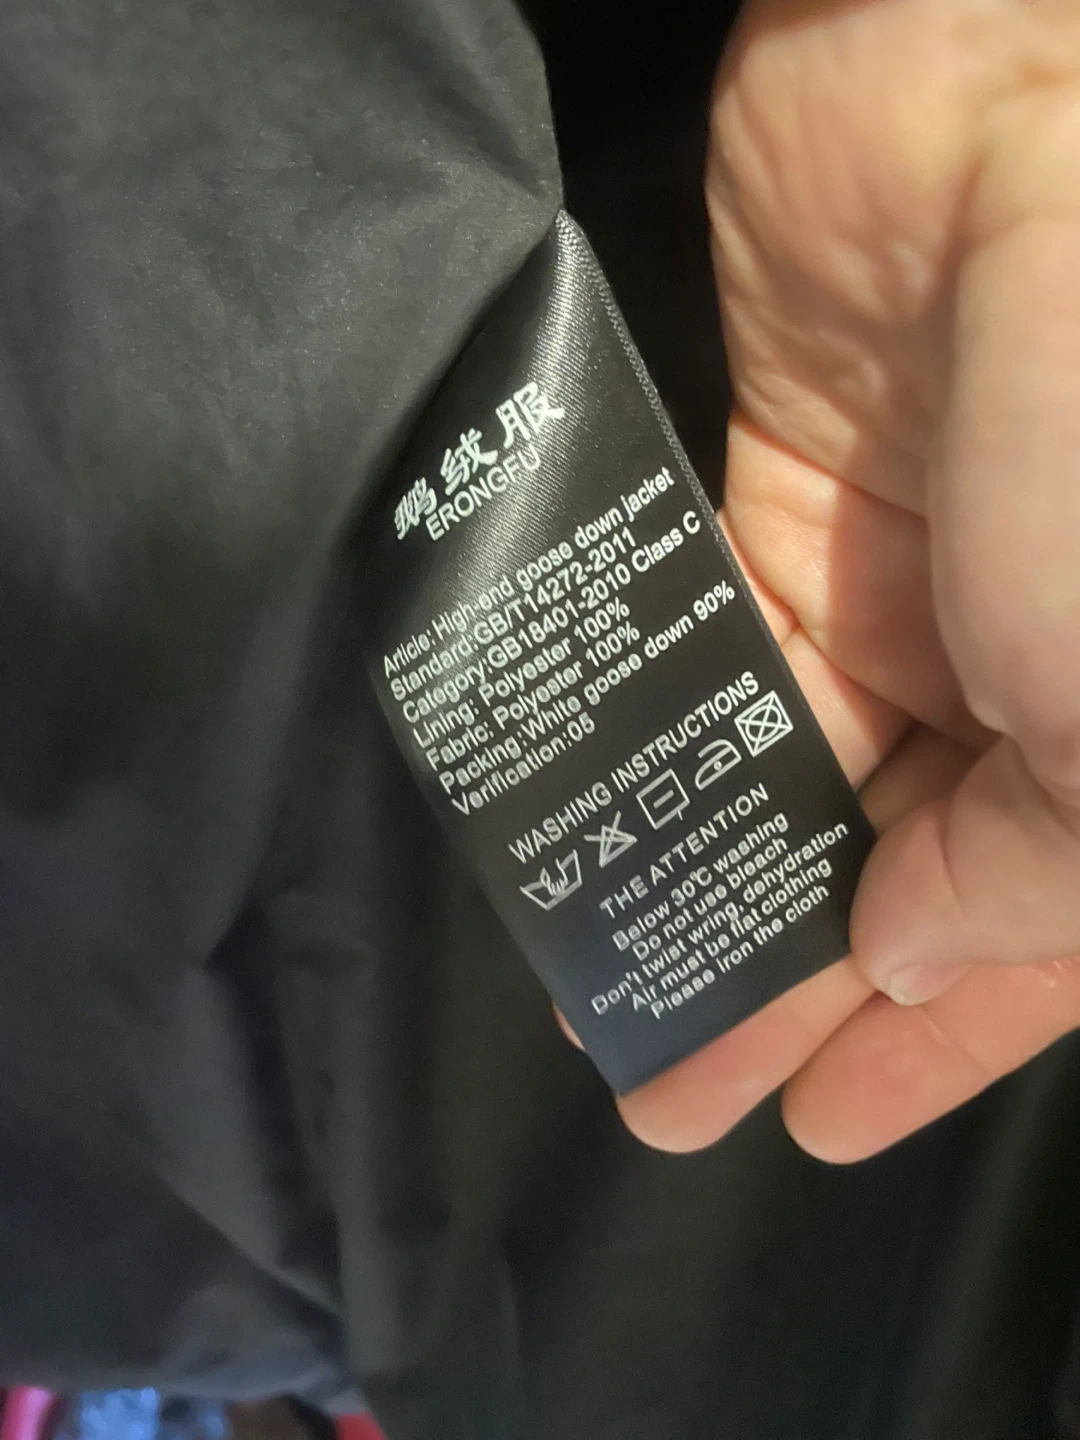 鹅绒服
ERONGFU
Article: High-end goose down jacket
Standard:GB/T14272-2011
Category:GB18401-2010 Class C
Lining: Polyester 100%
Fabric: Polyester 100%
Packing:White goose down 90%
Verification:05
WASHING INSTRUCTIONS
THE ATTENTION
Below 30℃ washing
Do not use bleach
Don't twist wring, dehydration
Air must be flat clothing
Please iron the cloth